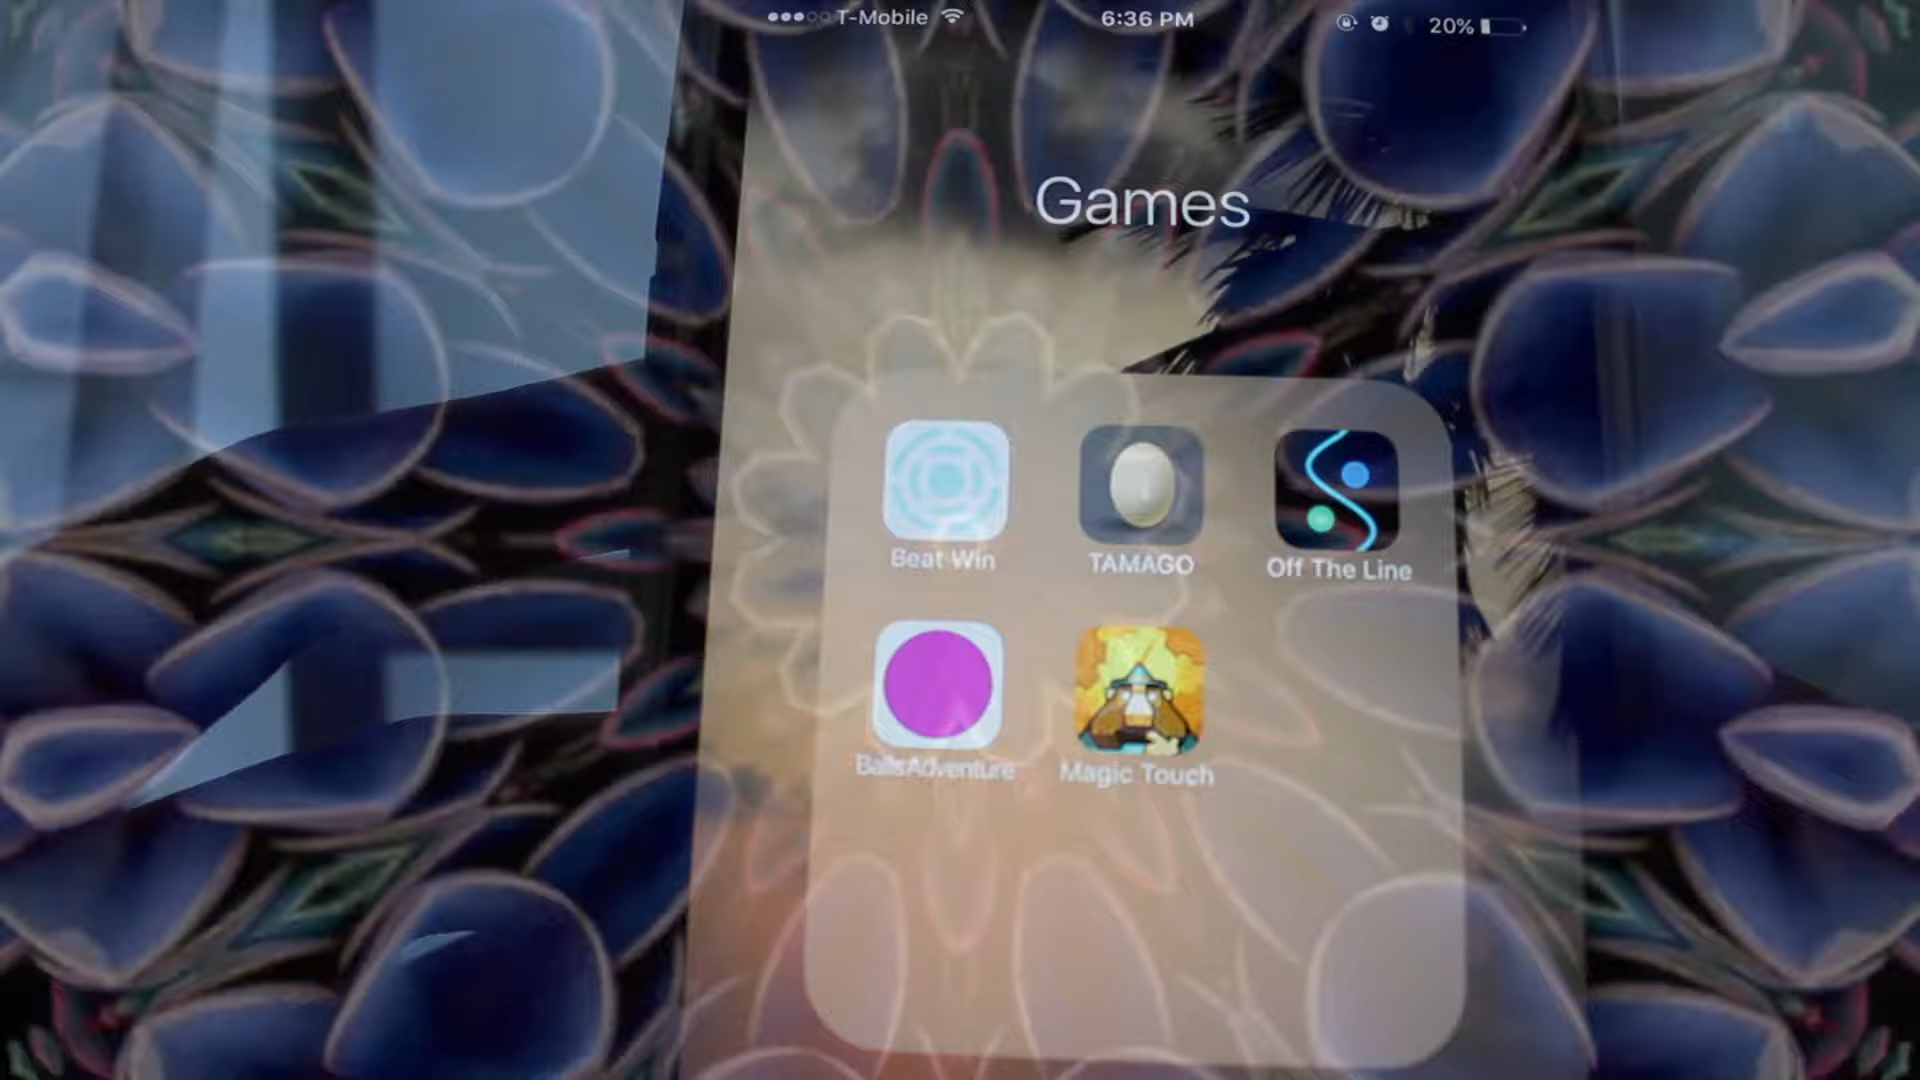 T-Mobile 6:36 PM 20%
Games
Beat Win TAMAGO Off The Line
BallsAdventure Magic Touch